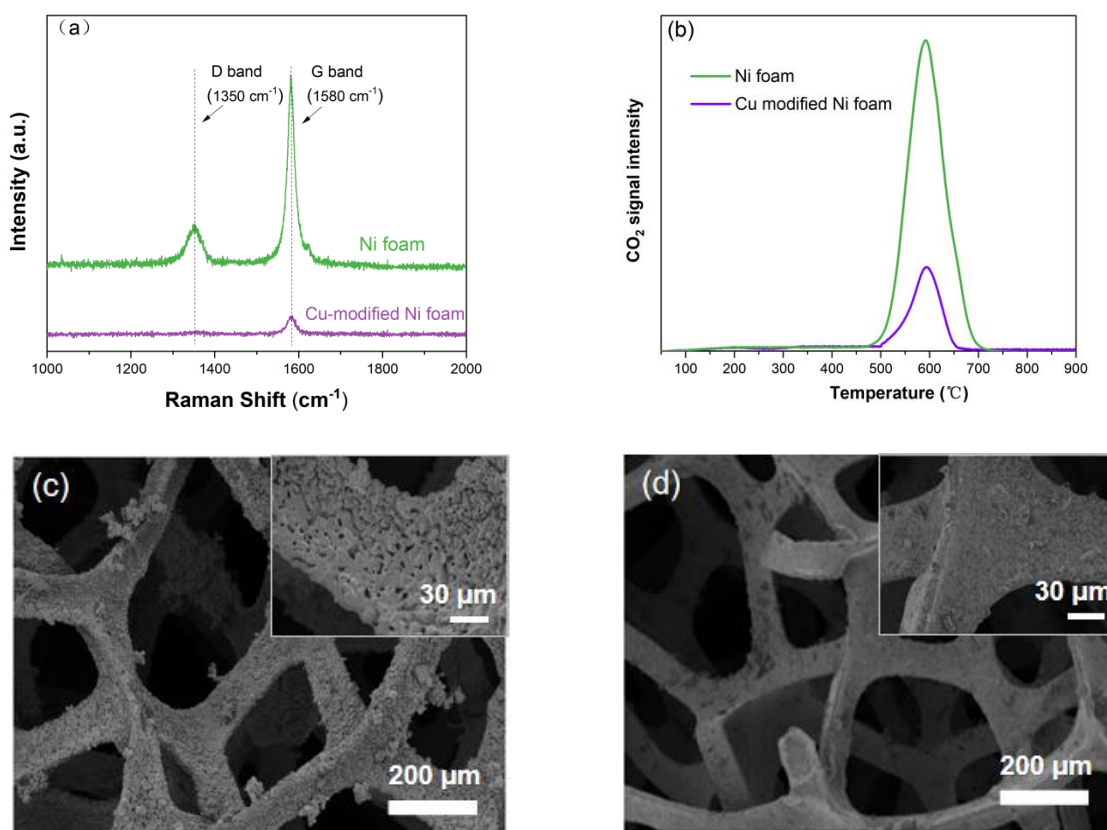 (a)
D band
(1350 cm⁻¹)
G band
(1580 cm⁻¹)
Ni foam
Cu-modified Ni foam
Intensity (a.u.)
1000 1200 1400 1600 1800 2000
Raman Shift (cm⁻¹)
(b)
Ni foam
Cu modified Ni foam
CO₂ signal intensity
100 200 300 400 500 600 700 800 900
Temperature (℃)
(c)
30 μm
200 μm
(d)
30 μm
200 μm